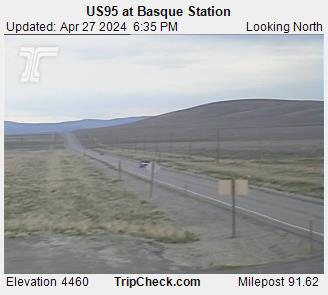 US95 at Basque Station
Updated: Apr 27 2024 6:35 PM Looking North
Elevation 4460 TripCheck.com Milepost 91.62